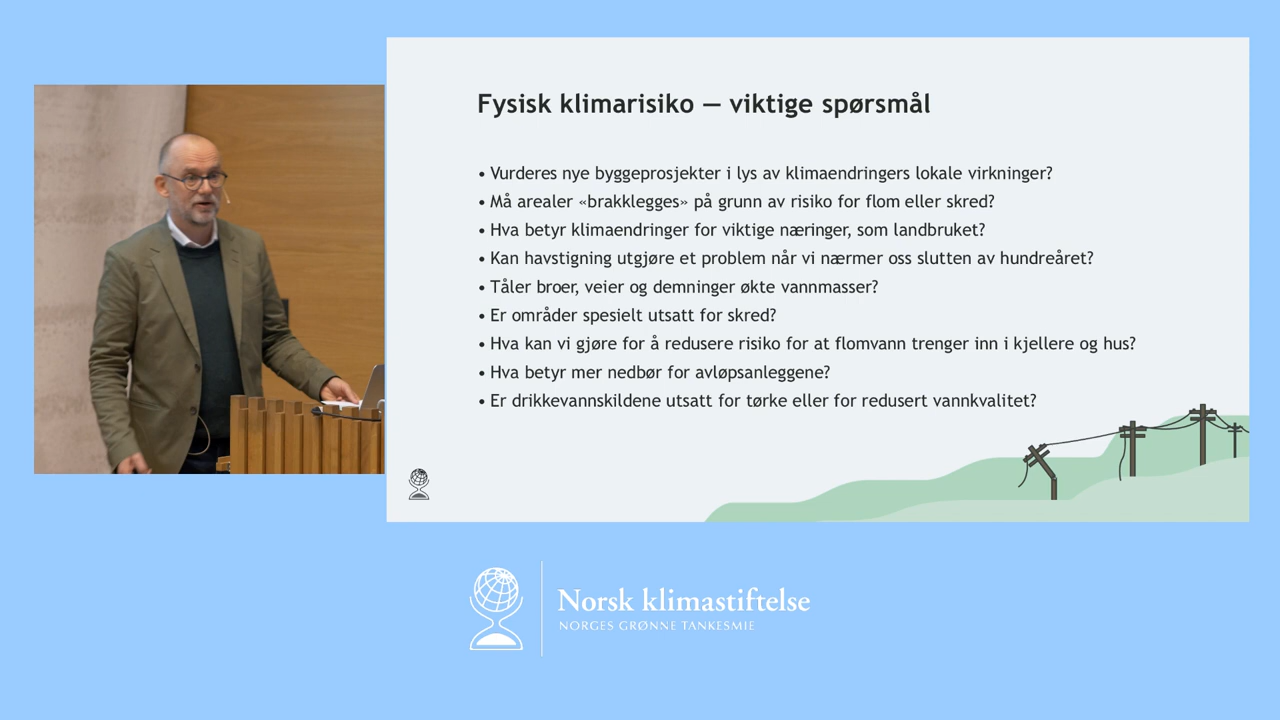 Fysisk klimarisiko — viktige spørsmål
• Vurderes nye byggeprosjekter i lys av klimaendringers lokale virkninger?
• Må arealer «brakklegges» på grunn av risiko for flom eller skred?
• Hva betyr klimaendringer for viktige næringer, som landbruket?
• Kan havstigning utgjøre et problem når vi nærmer oss slutten av hundreåret?
• Tåler broer, veier og demninger økte vannmasser?
• Er områder spesielt utsatt for skred?
• Hva kan vi gjøre for å redusere risiko for at flomvann trenger inn i kjellere og hus?
• Hva betyr mer nedbør for avløpsanleggene?
• Er drikkevannskildene utsatt for tørke eller for redusert vannkvalitet?
Norsk klimastiftelse
NORGES GRØNNE TANKESMIE